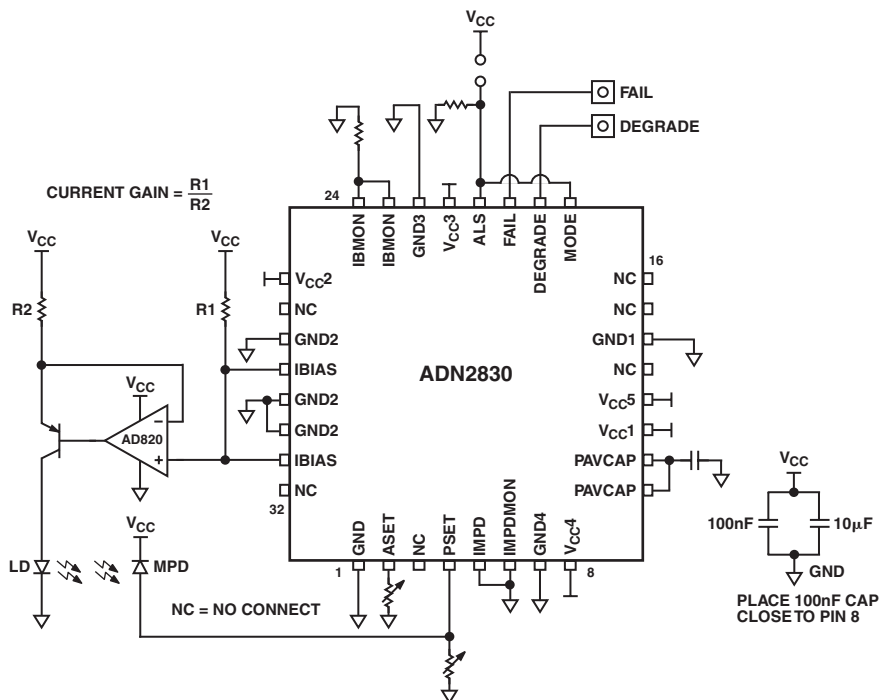 VCC
FAIL
DEGRADE
CURRENT GAIN = R1
R2
24
IBMON
IBMON
GND3
VCC3
ALS
FAIL
DEGRADE
MODE
VCC
VCC
R2
R1
VCC2
NC
GND2
IBIAS
GND2
GND2
IBIAS
NC
32
16
NC
NC
GND1
NC
VCC5
VCC1
PAVCAP
PAVCAP
ADN2830
VCC
AD820
–
+
VCC
LD
MPD
1
GND
ASET
NC
PSET
IMPD
IMPDMON
GND4
VCC4
8
NC = NO CONNECT
VCC
100nF
10μF
GND
PLACE 100nF CAP
CLOSE TO PIN 8